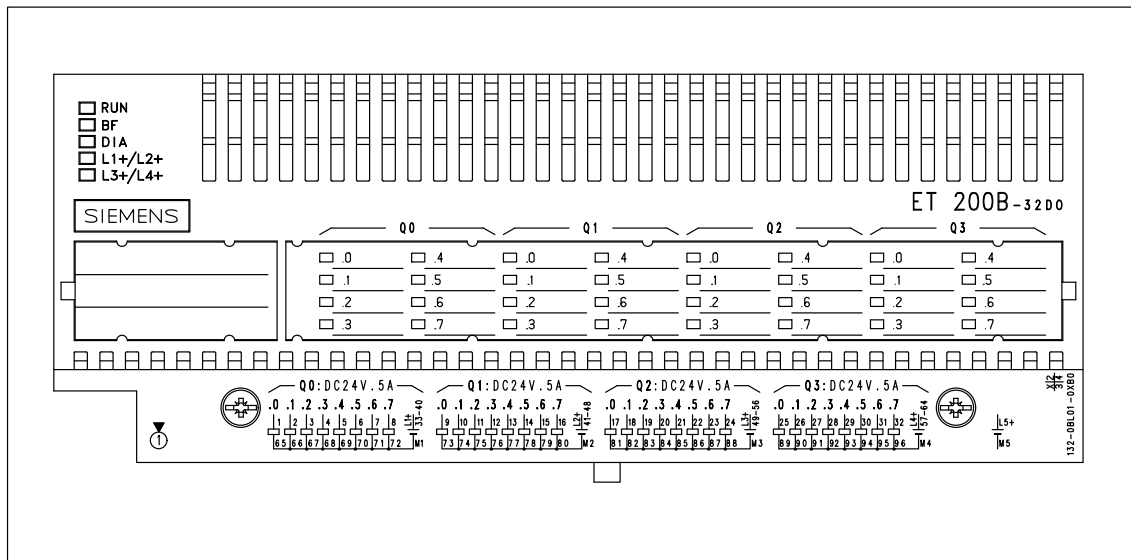 RUN
BF
DIA
L1+/L2+
L3+/L4+
SIEMENS
ET 200B-32DO
Q0 Q1 Q2 Q3
.0 .4 .0 .4 .0 .4 .0 .4
.1 .5 .1 .5 .1 .5 .1 .5
.2 .6 .2 .6 .2 .6 .2 .6
.3 .7 .3 .7 .3 .7 .3 .7
Q0:DC24V.5A Q1:DC24V.5A Q2:DC24V.5A Q3:DC24V.5A
.0 .1 .2 .3 .4 .5 .6 .7 .0 .1 .2 .3 .4 .5 .6 .7 .0 .1 .2 .3 .4 .5 .6 .7 .0 .1 .2 .3 .4 .5 .6 .7
1 2 3 4 5 6 7 8 L1+ 33-40 9 10 11 12 13 14 15 16 L2+ 41-48 17 18 19 20 21 22 23 24 L3+ 49-56 25 26 27 28 29 30 31 32 L4+ 57-64 L5+
65 66 67 68 69 70 71 72 M1 73 74 75 76 77 78 79 80 M2 81 82 83 84 85 86 87 88 M3 89 90 91 92 93 94 95 96 M4 M5
1
X 2
3 4
132-0BL01-0XB0